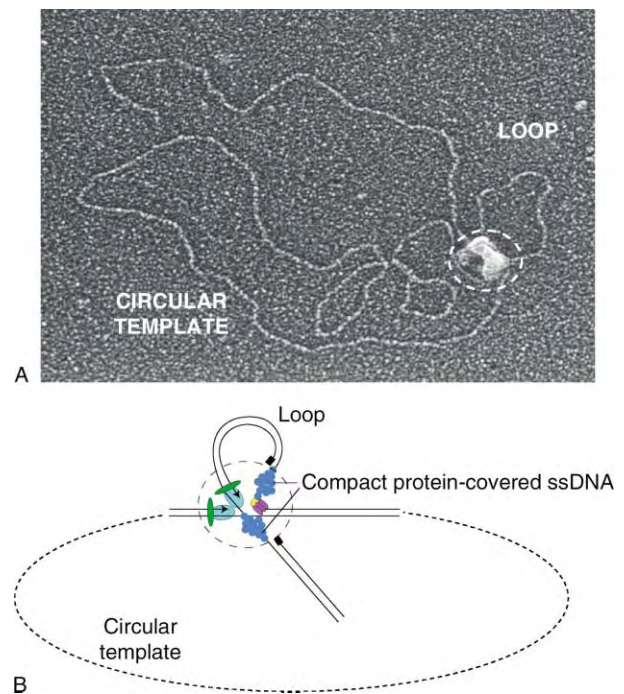 LOOP
CIRCULAR
TEMPLATE
A
Loop
Compact protein-covered ssDNA
Circular
template
B